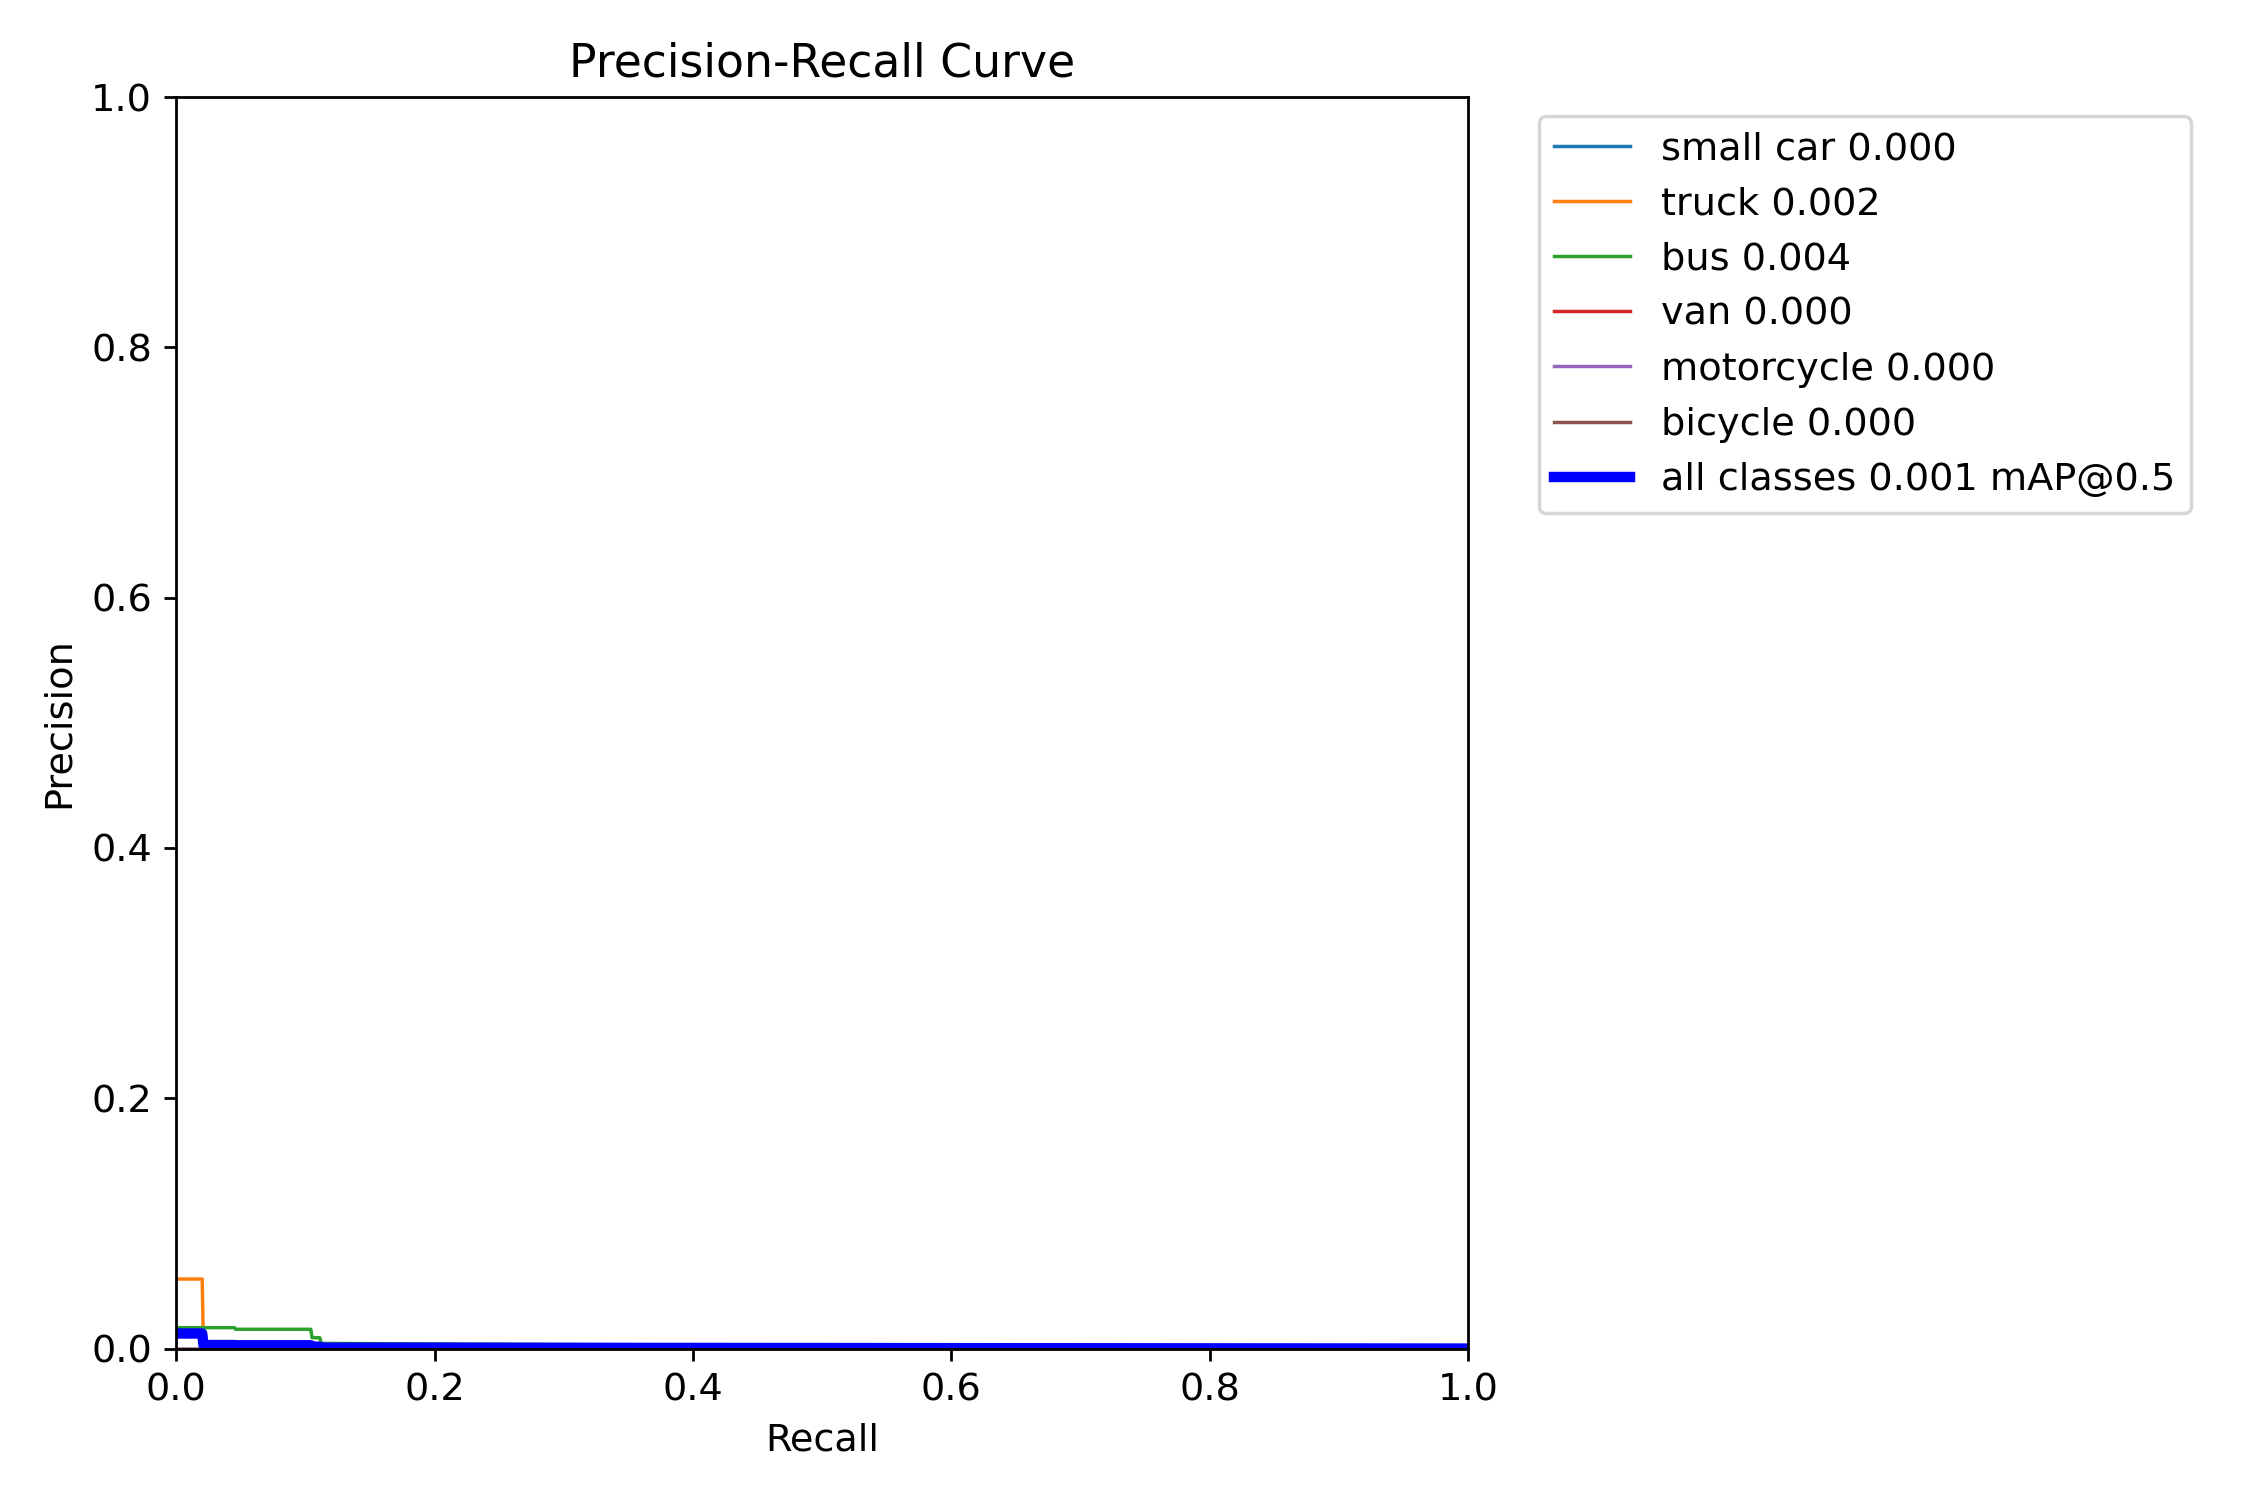 Precision-Recall Curve
1.0
0.8
0.6
0.4
0.2
0.0
Precision
0.0 0.2 0.4 0.6 0.8 1.0
Recall
small car 0.000
truck 0.002
bus 0.004
van 0.000
motorcycle 0.000
bicycle 0.000
all classes 0.001 mAP@0.5